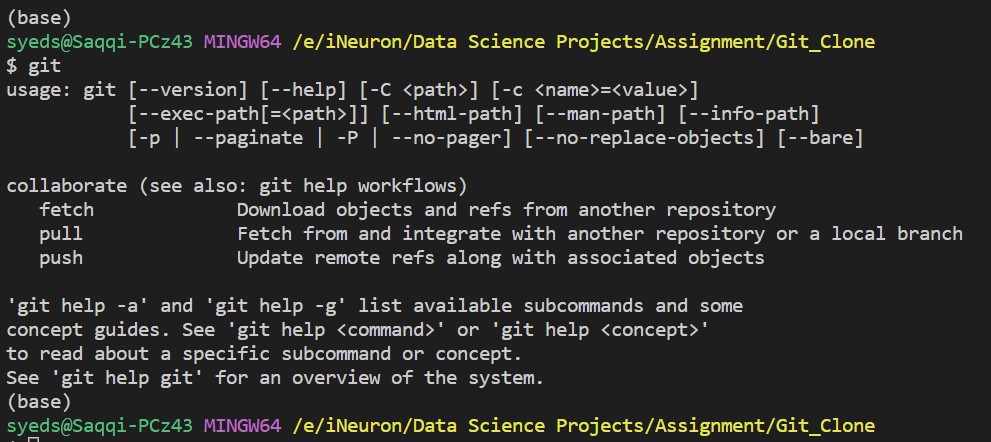 (base)
syeds@Saqqi-PCz43 MINGW64 /e/iNeuron/Data Science Projects/Assignment/Git_Clone
$ git
usage: git [--version] [--help] [-C <path>] [-c <name>=<value>]
           [--exec-path[=<path>]] [--html-path] [--man-path] [--info-path]
           [-p | --paginate | -P | --no-pager] [--no-replace-objects] [--bare]

collaborate (see also: git help workflows)
   fetch             Download objects and refs from another repository
   pull              Fetch from and integrate with another repository or a local branch
   push              Update remote refs along with associated objects

'git help -a' and 'git help -g' list available subcommands and some
concept guides. See 'git help <command>' or 'git help <concept>'
to read about a specific subcommand or concept.
See 'git help git' for an overview of the system.
(base)
syeds@Saqqi-PCz43 MINGW64 /e/iNeuron/Data Science Projects/Assignment/Git_Clone